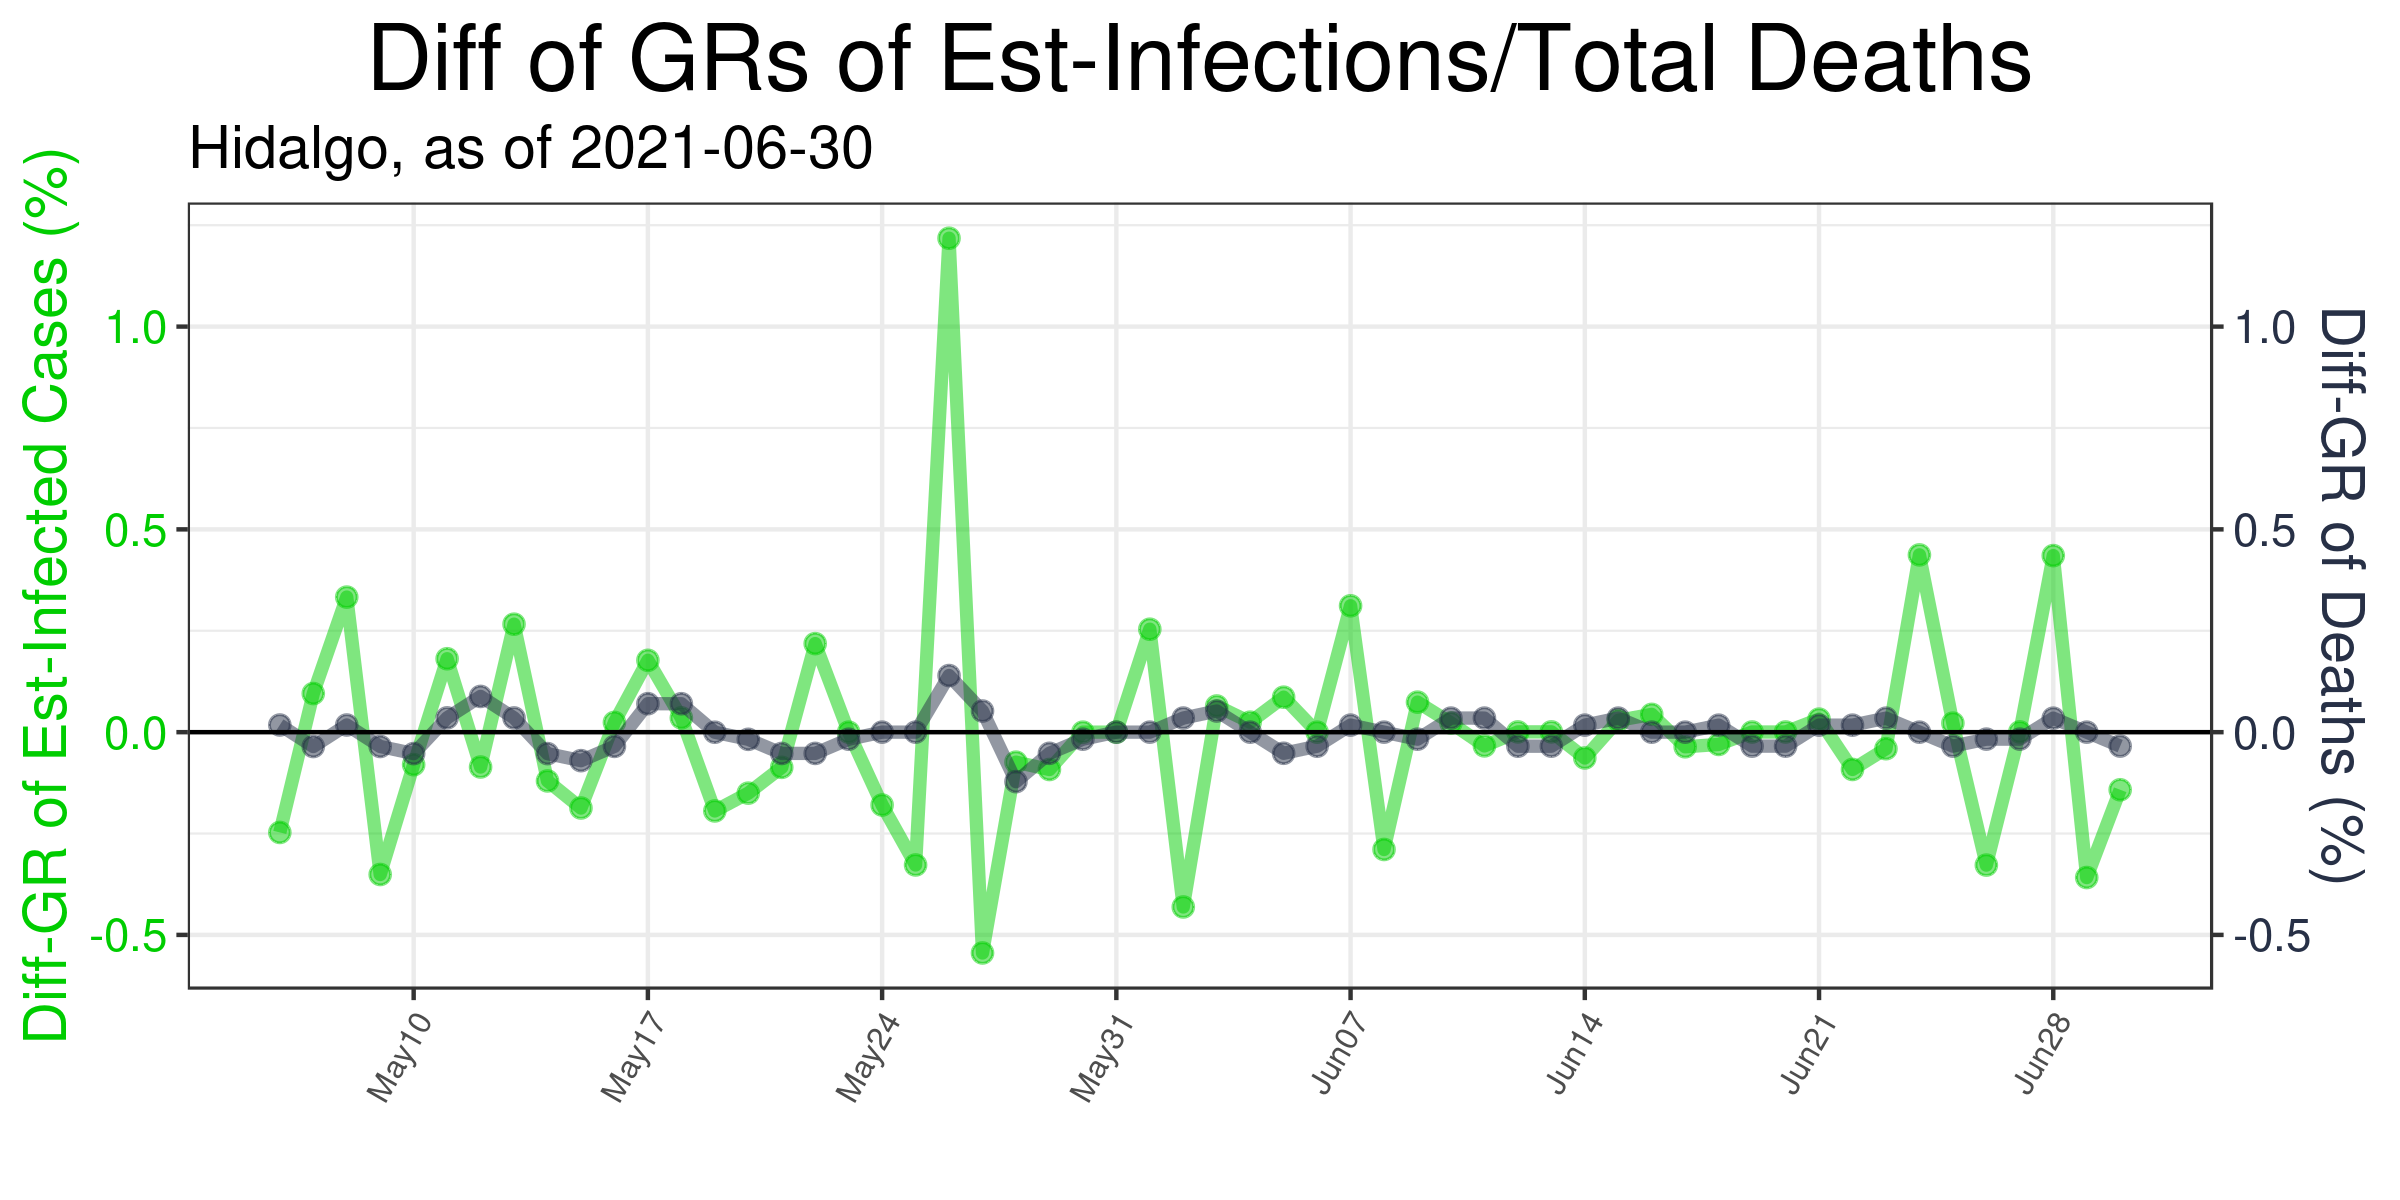 Diff of GRs of Est-Infections/Total Deaths
Hidalgo, as of 2021-06-30
Diff-GR of Est-Infected Cases (%)
1.0
0.5
0.0
-0.5
1.0
0.5
0.0
-0.5
Diff-GR of Deaths (%)
May10
May17
May24
May31
Jun07
Jun14
Jun21
Jun28